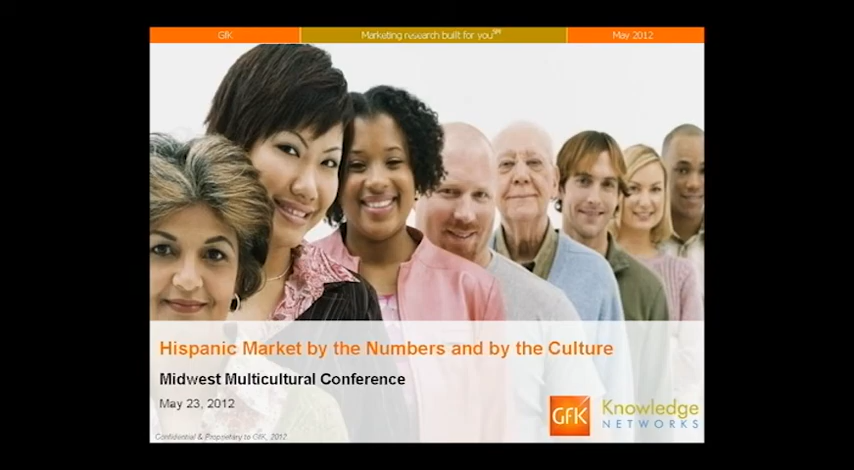 GfK
Marketing research built for you℠
May 2012
Hispanic Market by the Numbers and by the Culture
Midwest Multicultural Conference
May 23, 2012
GfK
Knowledge
NETWORKS
Confidential & Proprietary to GfK, 2012